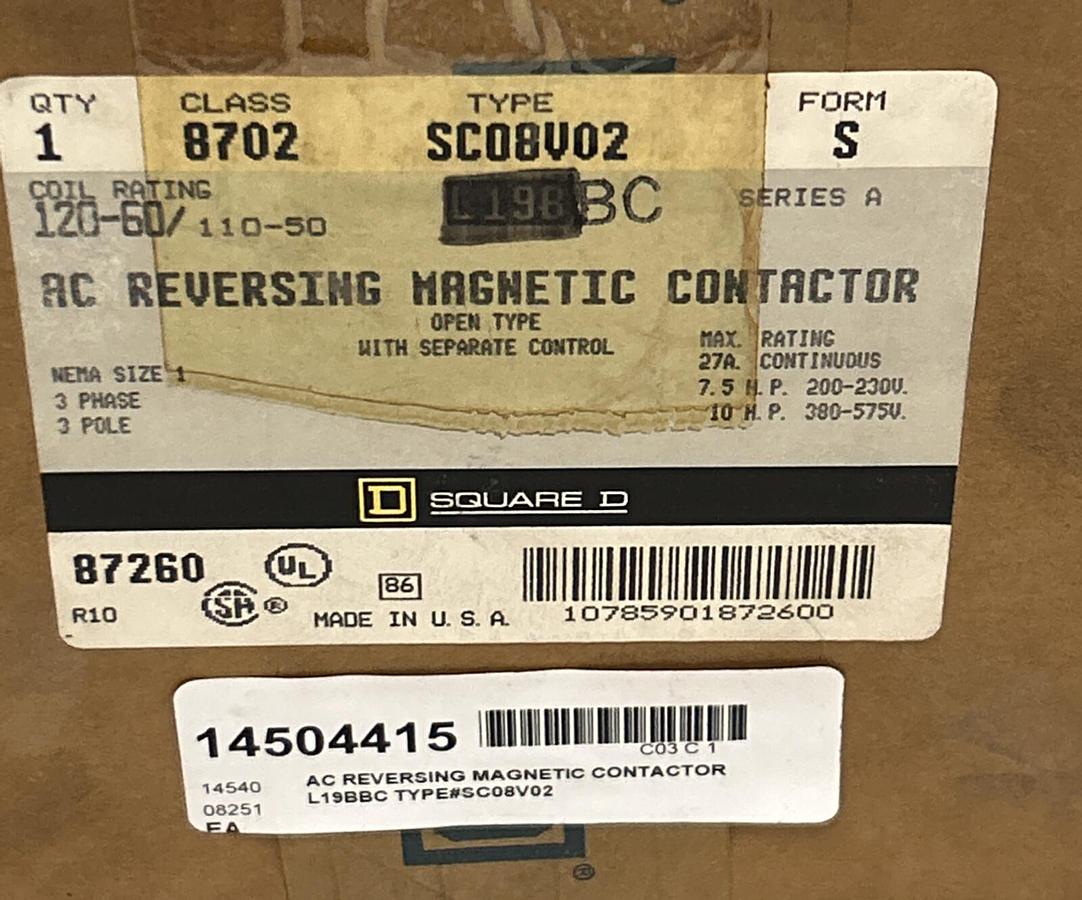 QTY CLASS TYPE FORM
1 8702 SC08V02 S
COIL RATING
120-60/110-50
L19B BC
SERIES A
AC REVERSING MAGNETIC CONTACTOR
OPEN TYPE
WITH SEPARATE CONTROL
MAX. RATING
27A. CONTINUOUS
7.5 H.P. 200-230V.
10 H.P. 380-575V.
NEMA SIZE 1
3 PHASE
3 POLE
D SQUARE D
87260 UL
R10 SA ® 86 MADE IN U.S.A.
10785901872600
14504415
C03 C 1
14540 AC REVERSING MAGNETIC CONTACTOR
08251 L19BBC TYPE#SC08V02
EA
®